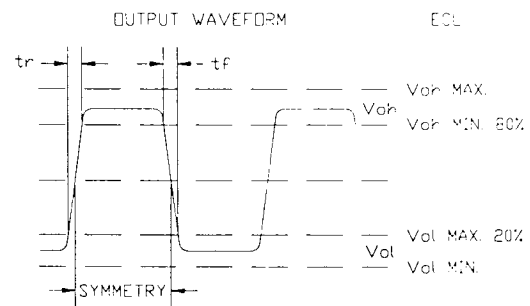 OUTPUT WAVEFORM
ECL
tr
tf
Voh MAX.
Voh
Voh MIN. 80%
Vol MAX. 20%
Vol
Vol MIN.
SYMMETRY